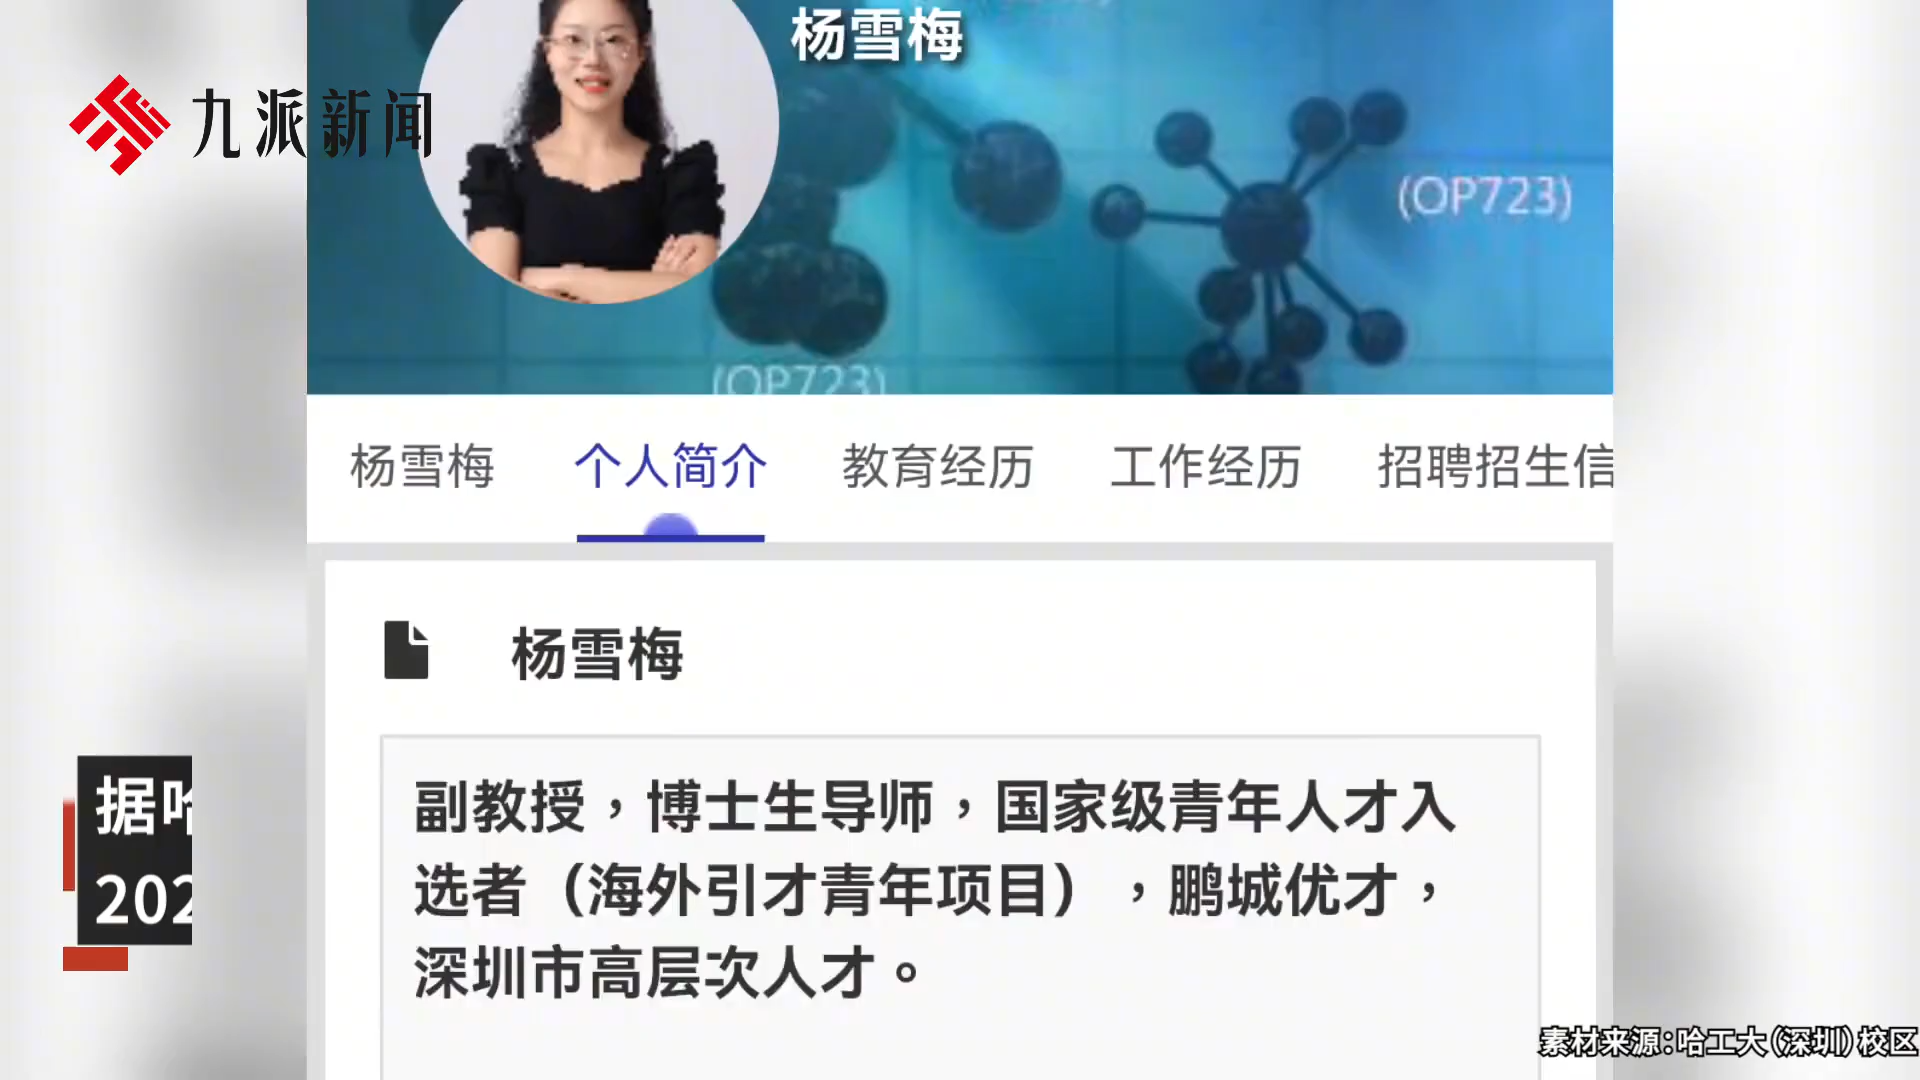 杨雪梅
九派新闻
(OP723)
(OP723)
杨雪梅
个人简介
教育经历
工作经历
招聘招生信
杨雪梅
副教授，博士生导师，国家级青年人才入
选者（海外引才青年项目），鹏城优才，
深圳市高层次人才。
据哈
202
素材来源：哈工大(深圳)校区